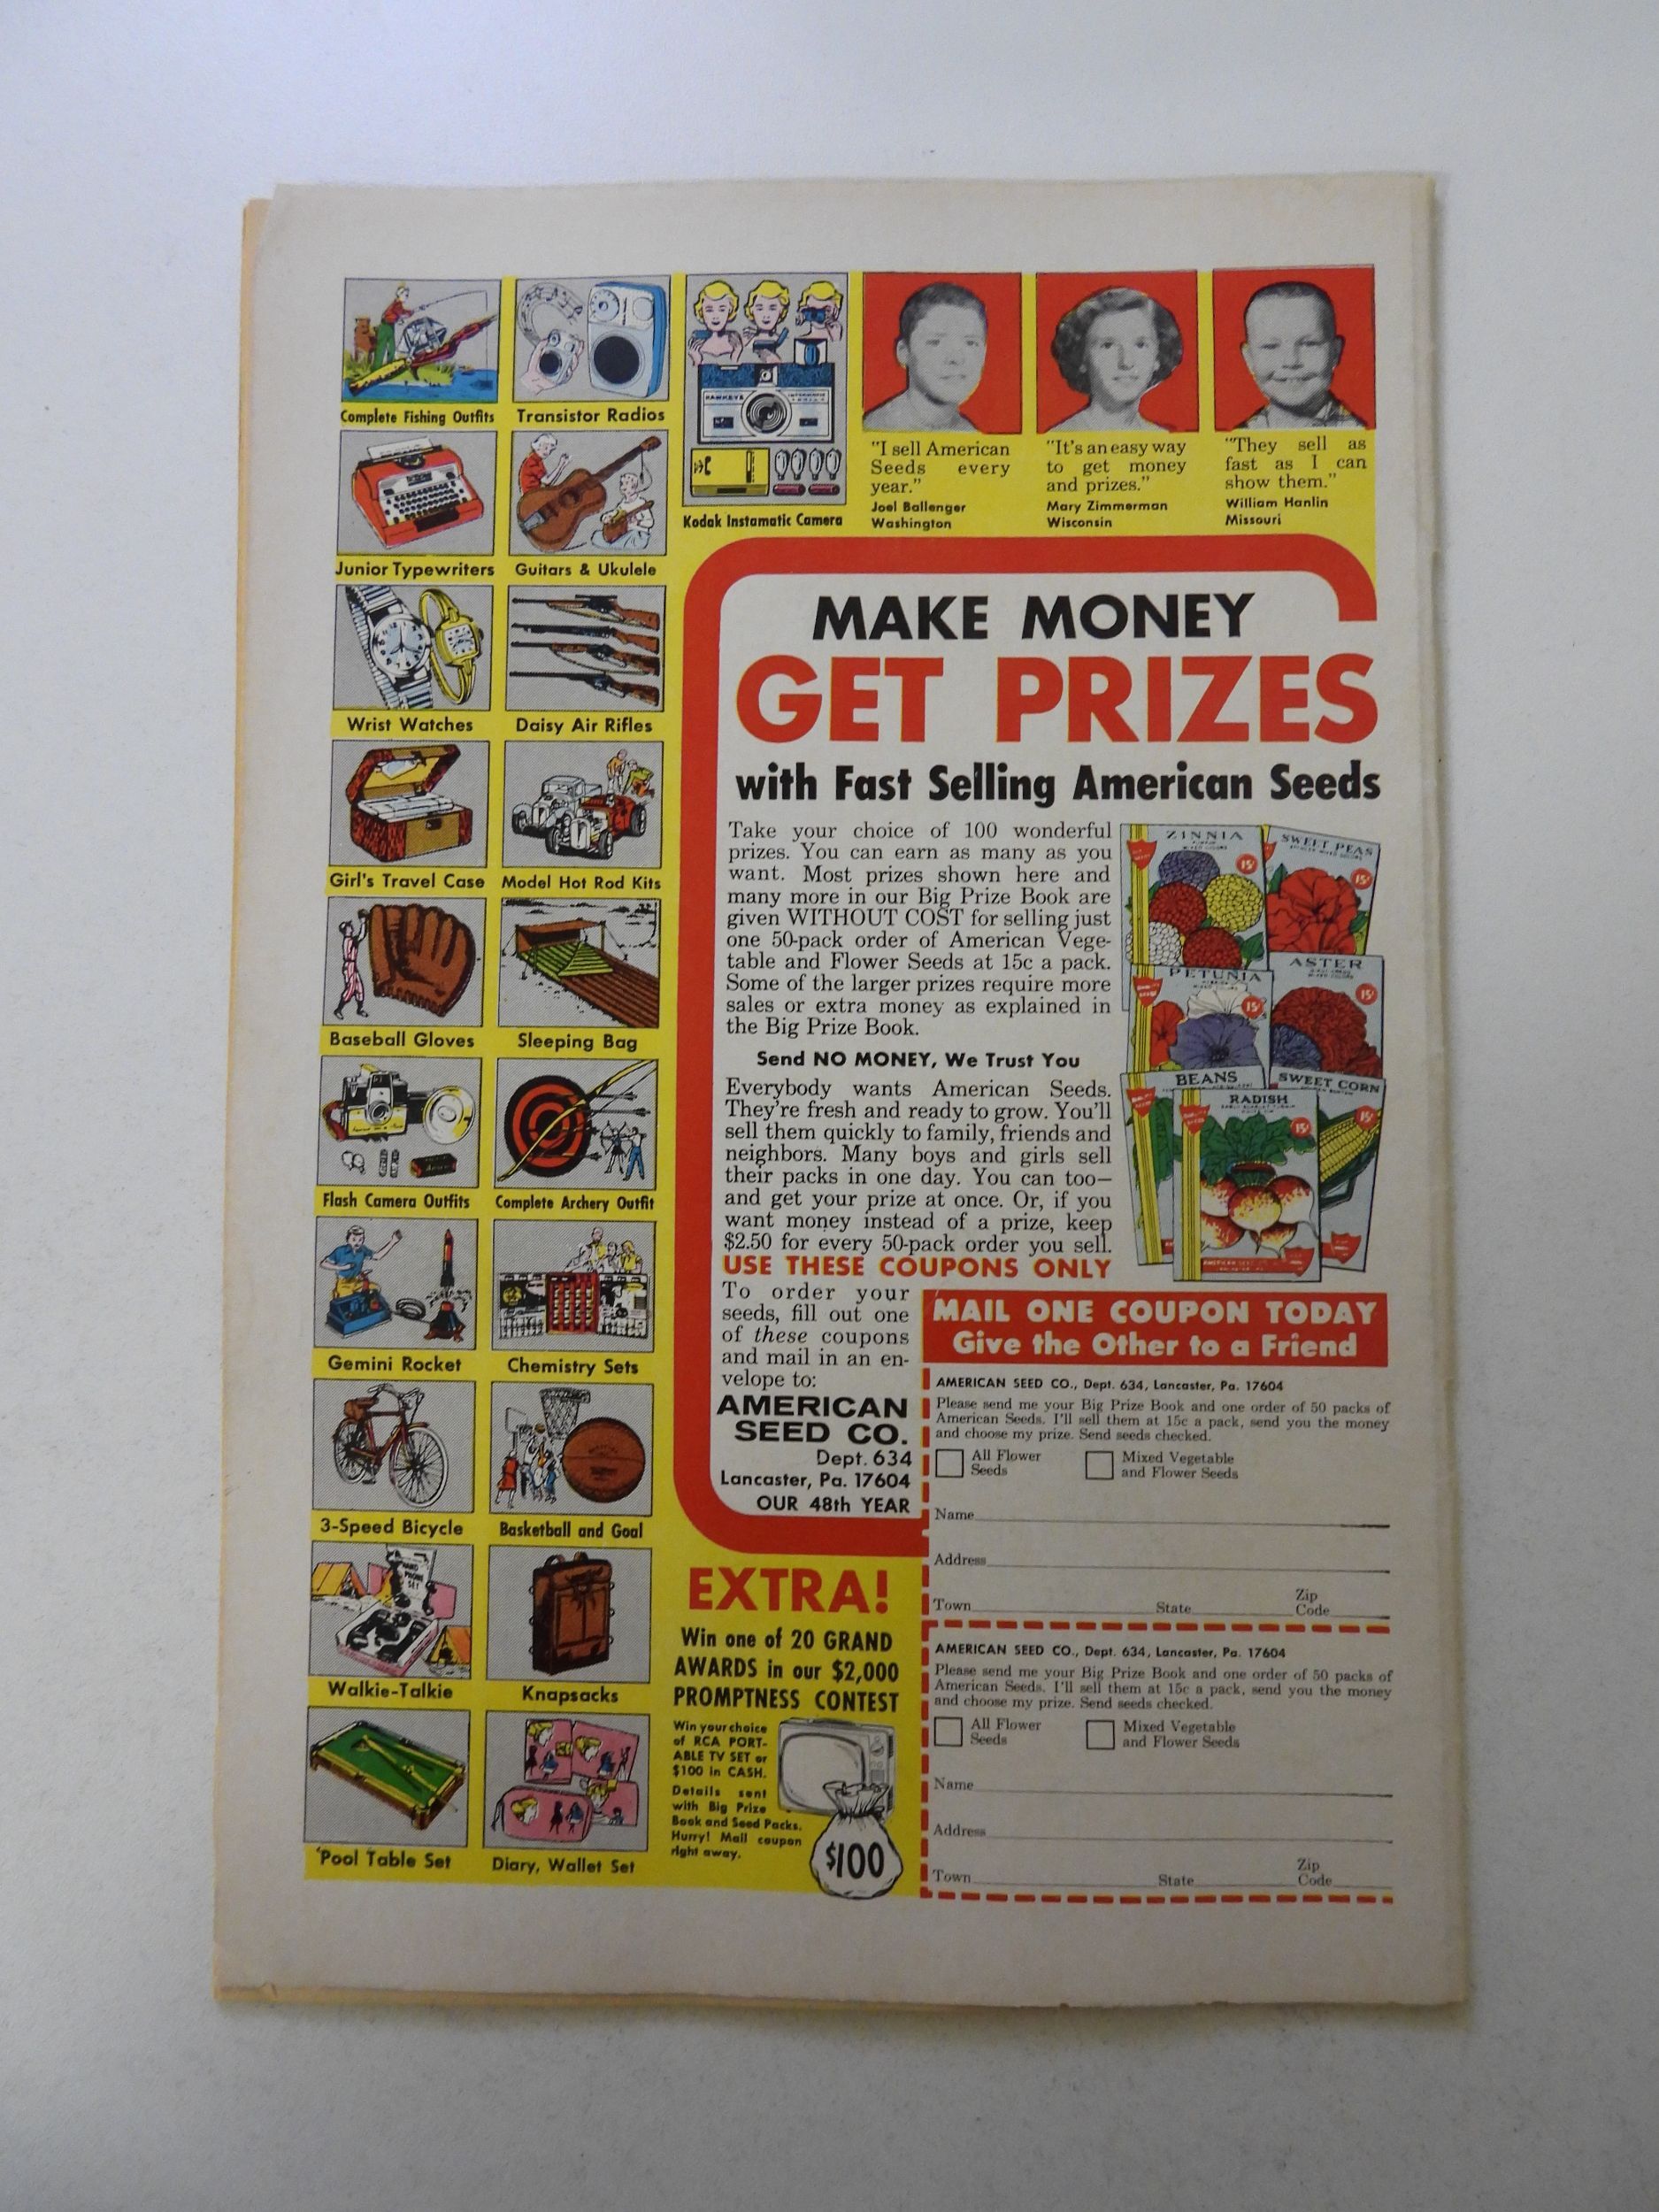 Complete Fishing Outfits
Transistor Radios
HAWKEYE
INSTAMATIC
Kodak Instamatic Camera
Junior Typewriters
Guitars & Ukulele
Wrist Watches
Daisy Air Rifles
Girl's Travel Case
Model Hot Rod Kits
Baseball Gloves
Sleeping Bag
Flash Camera Outfits
Complete Archery Outfit
Gemini Rocket
Chemistry Sets
3-Speed Bicycle
Basketball and Goal
Walkie-Talkie
Knapsacks
Pool Table Set
Diary, Wallet Set
"I sell American
Seeds every
year."
Joel Ballenger
Washington
"It's an easy way
to get money
and prizes."
Mary Zimmerman
Wisconsin
"They sell as
fast as I can
show them."
William Hanlin
Missouri
MAKE MONEY
GET PRIZES
with Fast Selling American Seeds
Take your choice of 100 wonderful
prizes. You can earn as many as you
want. Most prizes shown here and
many more in our Big Prize Book are
given WITHOUT COST for selling just
one 50-pack order of American Vege-
table and Flower Seeds at 15c a pack.
Some of the larger prizes require more
sales or extra money as explained in
the Big Prize Book.
Send NO MONEY, We Trust You
Everybody wants American Seeds.
They're fresh and ready to grow. You'll
sell them quickly to family, friends and
neighbors. Many boys and girls sell
their packs in one day. You can too—
and get your prize at once. Or, if you
want money instead of a prize, keep
$2.50 for every 50-pack order you sell.
USE THESE COUPONS ONLY
To order your
seeds, fill out one
of these coupons
and mail in an en-
velope to:
AMERICAN
SEED CO.
Dept. 634
Lancaster, Pa. 17604
OUR 48th YEAR
ZINNIA
15¢
SWEET PEAS
15¢
PETUNIA
15¢
ASTER
15¢
BEANS
SWEET CORN
15¢
RADISH
15¢
MAIL ONE COUPON TODAY
Give the Other to a Friend
AMERICAN SEED CO., Dept. 634, Lancaster, Pa. 17604
Please send me your Big Prize Book and one order of 50 packs of
American Seeds. I'll sell them at 15c a pack, send you the money
and choose my prize. Send seeds checked.
All Flower
Seeds
Mixed Vegetable
and Flower Seeds
Name
Address
Town State Zip Code
AMERICAN SEED CO., Dept. 634, Lancaster, Pa. 17604
Please send me your Big Prize Book and one order of 50 packs of
American Seeds. I'll sell them at 15c a pack, send you the money
and choose my prize. Send seeds checked.
All Flower
Seeds
Mixed Vegetable
and Flower Seeds
Name
Address
Town State Zip Code
EXTRA!
Win one of 20 GRAND
AWARDS in our $2,000
PROMPTNESS CONTEST
Win your choice
of RCA PORT-
ABLE TV SET or
$100 in CASH.
Details sent
with Big Prize
Book and Seed Packs.
Hurry! Mail coupon
right away.
$100